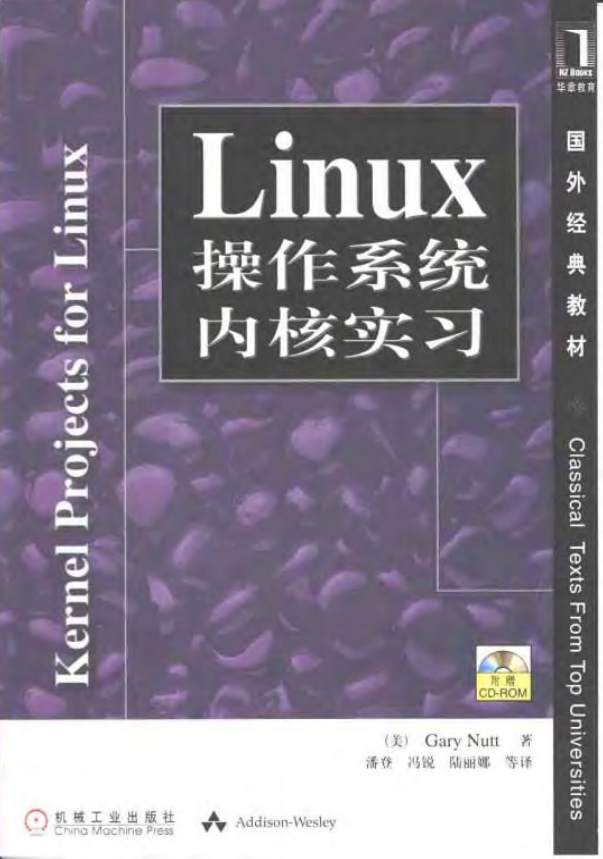 HZ BOOKS
华章教育
国外经典教材
Classical Texts From Top Universities
Linux
操作系统
内核实习
Kernel Projects for Linux
附赠
CD-ROM
（美） Gary Nutt 著
潘登 冯锐 陆丽娜 等译
机械工业出版社
China Machine Press
Addison-Wesley